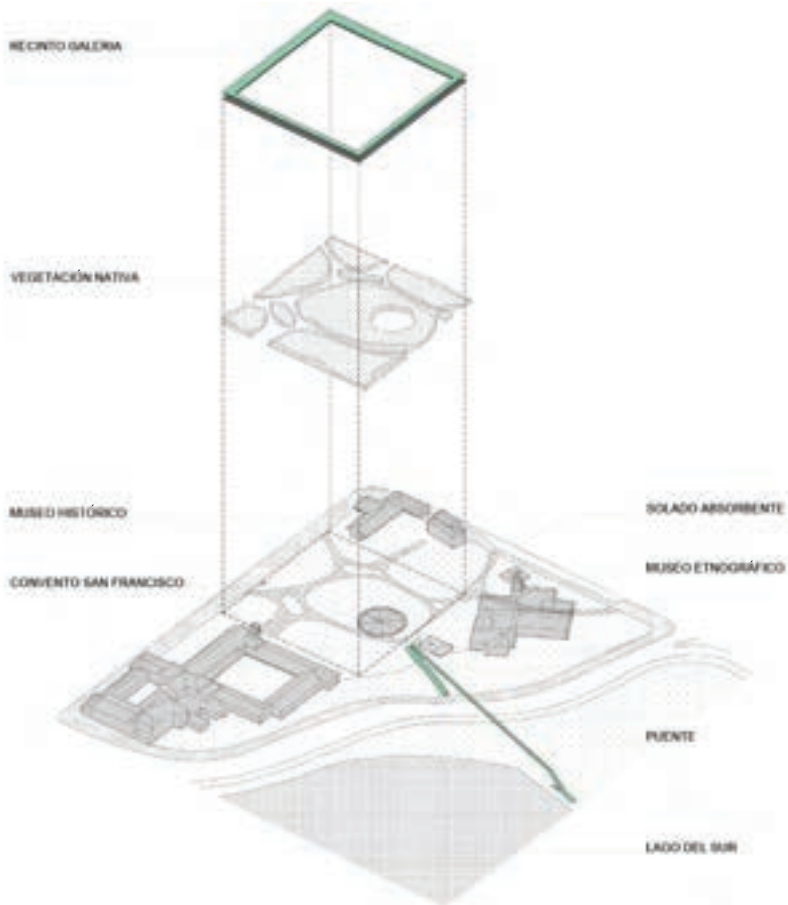 RECINTO GALERIA
VEGETACIÓN NATIVA
MUSEO HISTÓRICO
SOLADO ABSORBENTE
MUSEO ETNOGRÁFICO
CONVENTO SAN FRANCISCO
PUENTE
LAGO DEL SUR